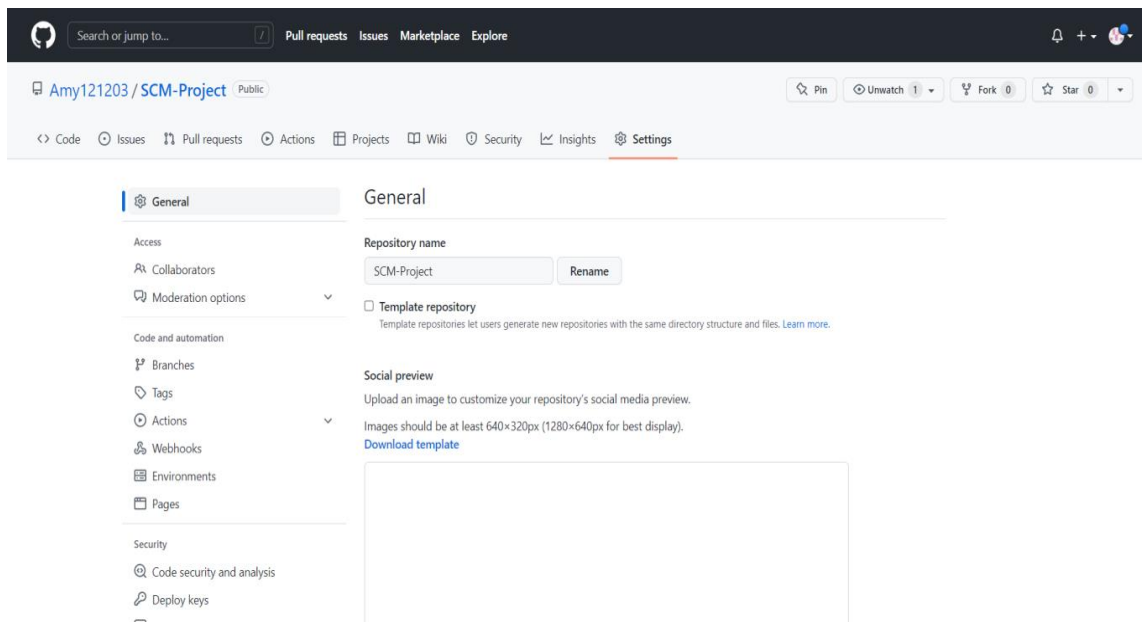 Search or jump to... /
Pull requests Issues Marketplace Explore
Amy121203 / SCM-Project Public
Pin Unwatch 1 Fork 0 Star 0
Code Issues Pull requests Actions Projects Wiki Security Insights Settings
General
Access
Collaborators
Moderation options
Code and automation
Branches
Tags
Actions
Webhooks
Environments
Pages
Security
Code security and analysis
Deploy keys
General
Repository name
SCM-Project Rename
Template repository
Template repositories let users generate new repositories with the same directory structure and files. Learn more.
Social preview
Upload an image to customize your repository's social media preview.
Images should be at least 640×320px (1280×640px for best display).
Download template